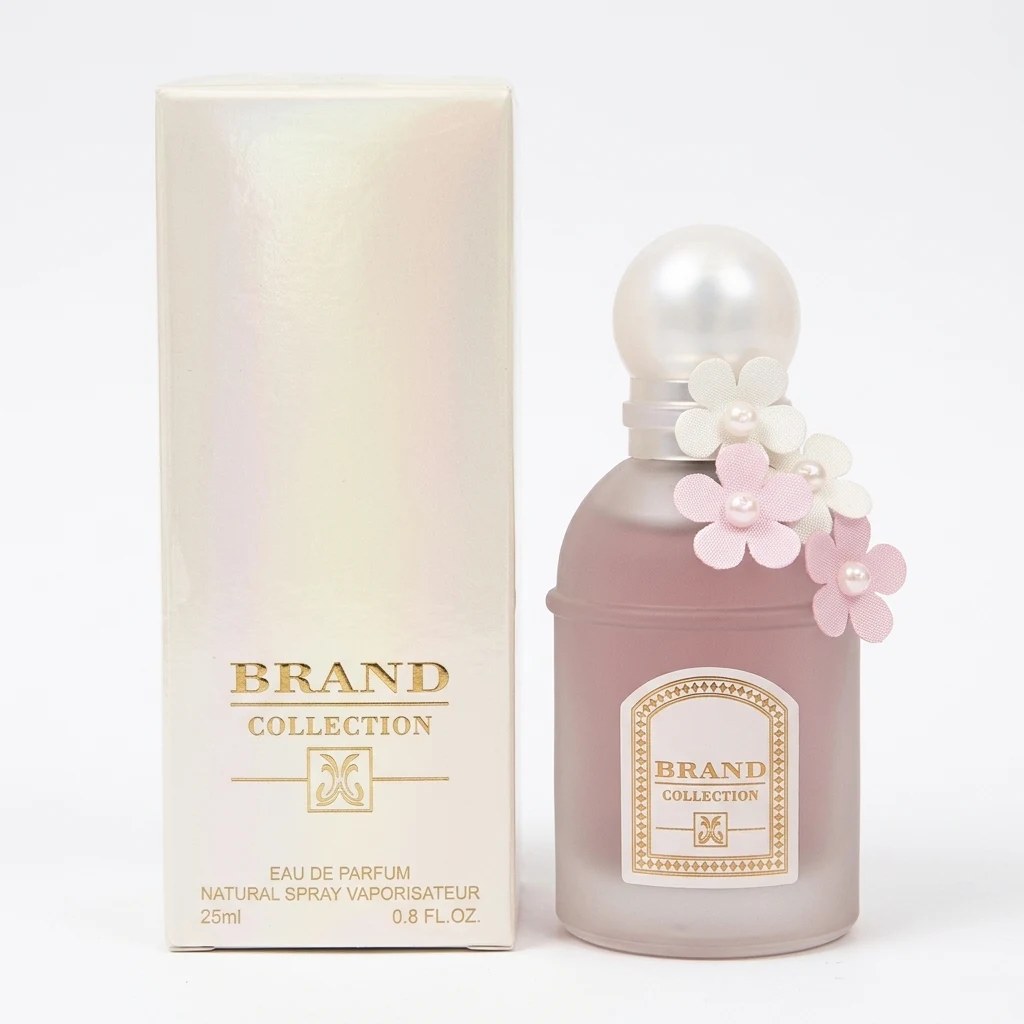 BRAND
COLLECTION
EAU DE PARFUM
NATURAL SPRAY VAPORISATEUR
25ml 0.8 FL.OZ.
BRAND
COLLECTION